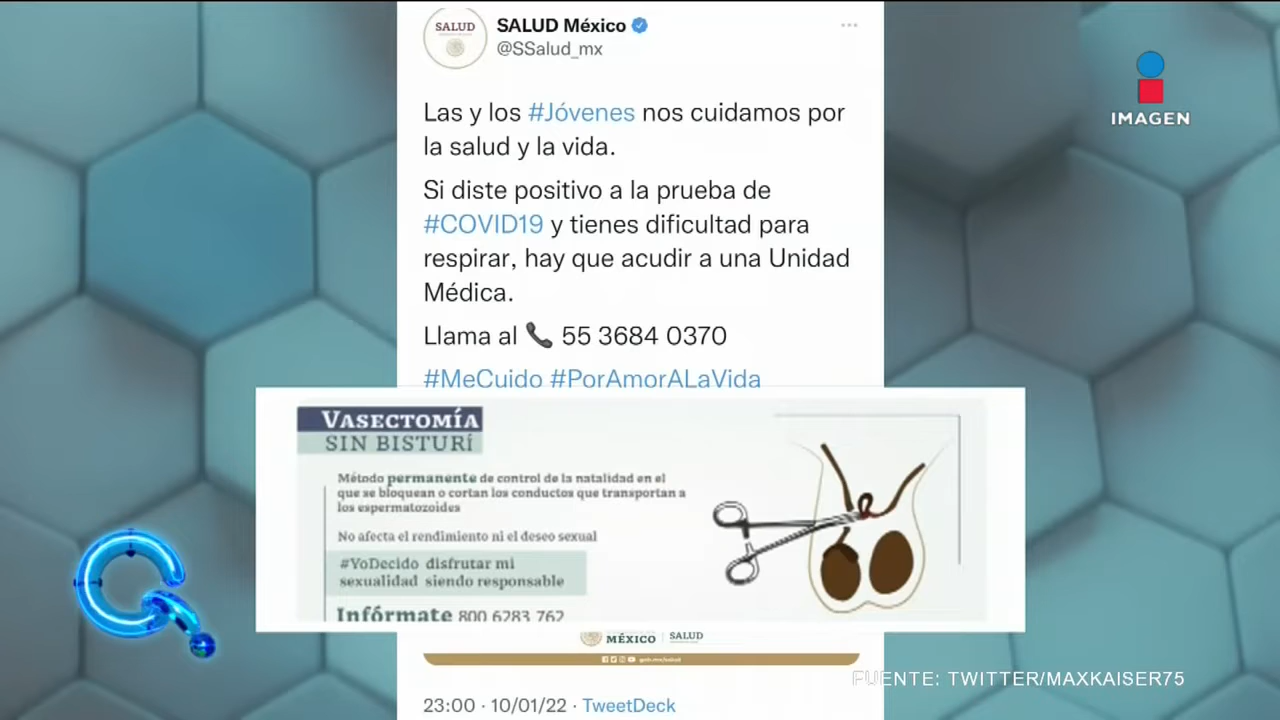 SALUD
SALUD México
@SSalud_mx
IMAGEN
Las y los #Jóvenes nos cuidamos por
la salud y la vida.
Si diste positivo a la prueba de
#COVID19 y tienes dificultad para
respirar, hay que acudir a una Unidad
Médica.
Llama al 55 3684 0370
#MeCuido #PorAmorALaVida
VASECTOMÍA
SIN BISTURÍ
Método permanente de control de la natalidad en el
que se bloquean o cortan los conductos que transportan a
los espermatozoides
No afecta el rendimiento ni el deseo sexual
#YoDecido disfrutar mi
sexualidad siendo responsable
Infórmate 800 6283 762
MÉXICO SALUD
gob.mx/salud
FUENTE: TWITTER/MAXKAISER75
23:00 · 10/01/22 · TweetDeck